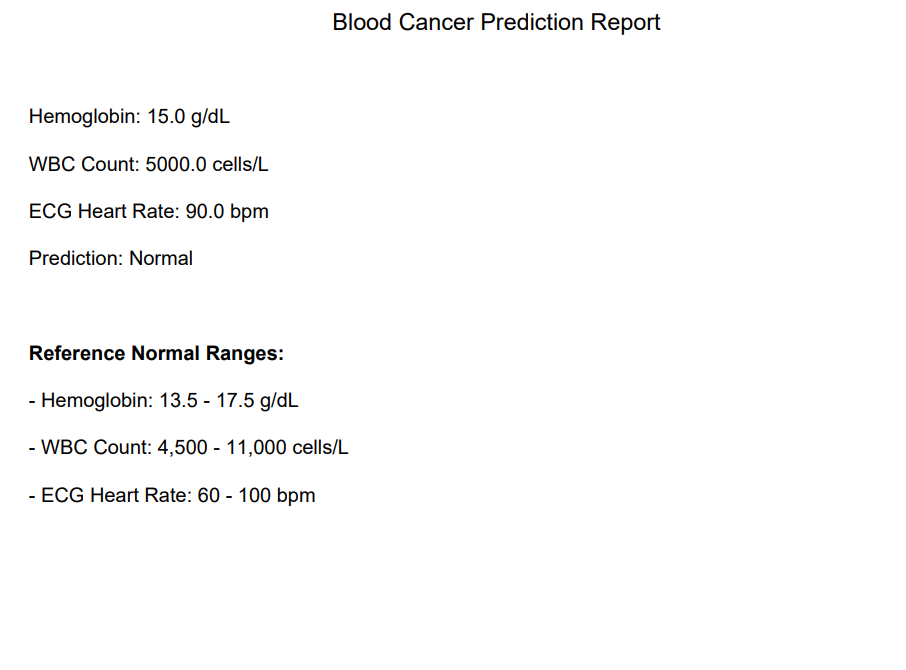 Blood Cancer Prediction Report
Hemoglobin: 15.0 g/dL
WBC Count: 5000.0 cells/L
ECG Heart Rate: 90.0 bpm
Prediction: Normal
Reference Normal Ranges:
- Hemoglobin: 13.5 - 17.5 g/dL
- WBC Count: 4,500 - 11,000 cells/L
- ECG Heart Rate: 60 - 100 bpm